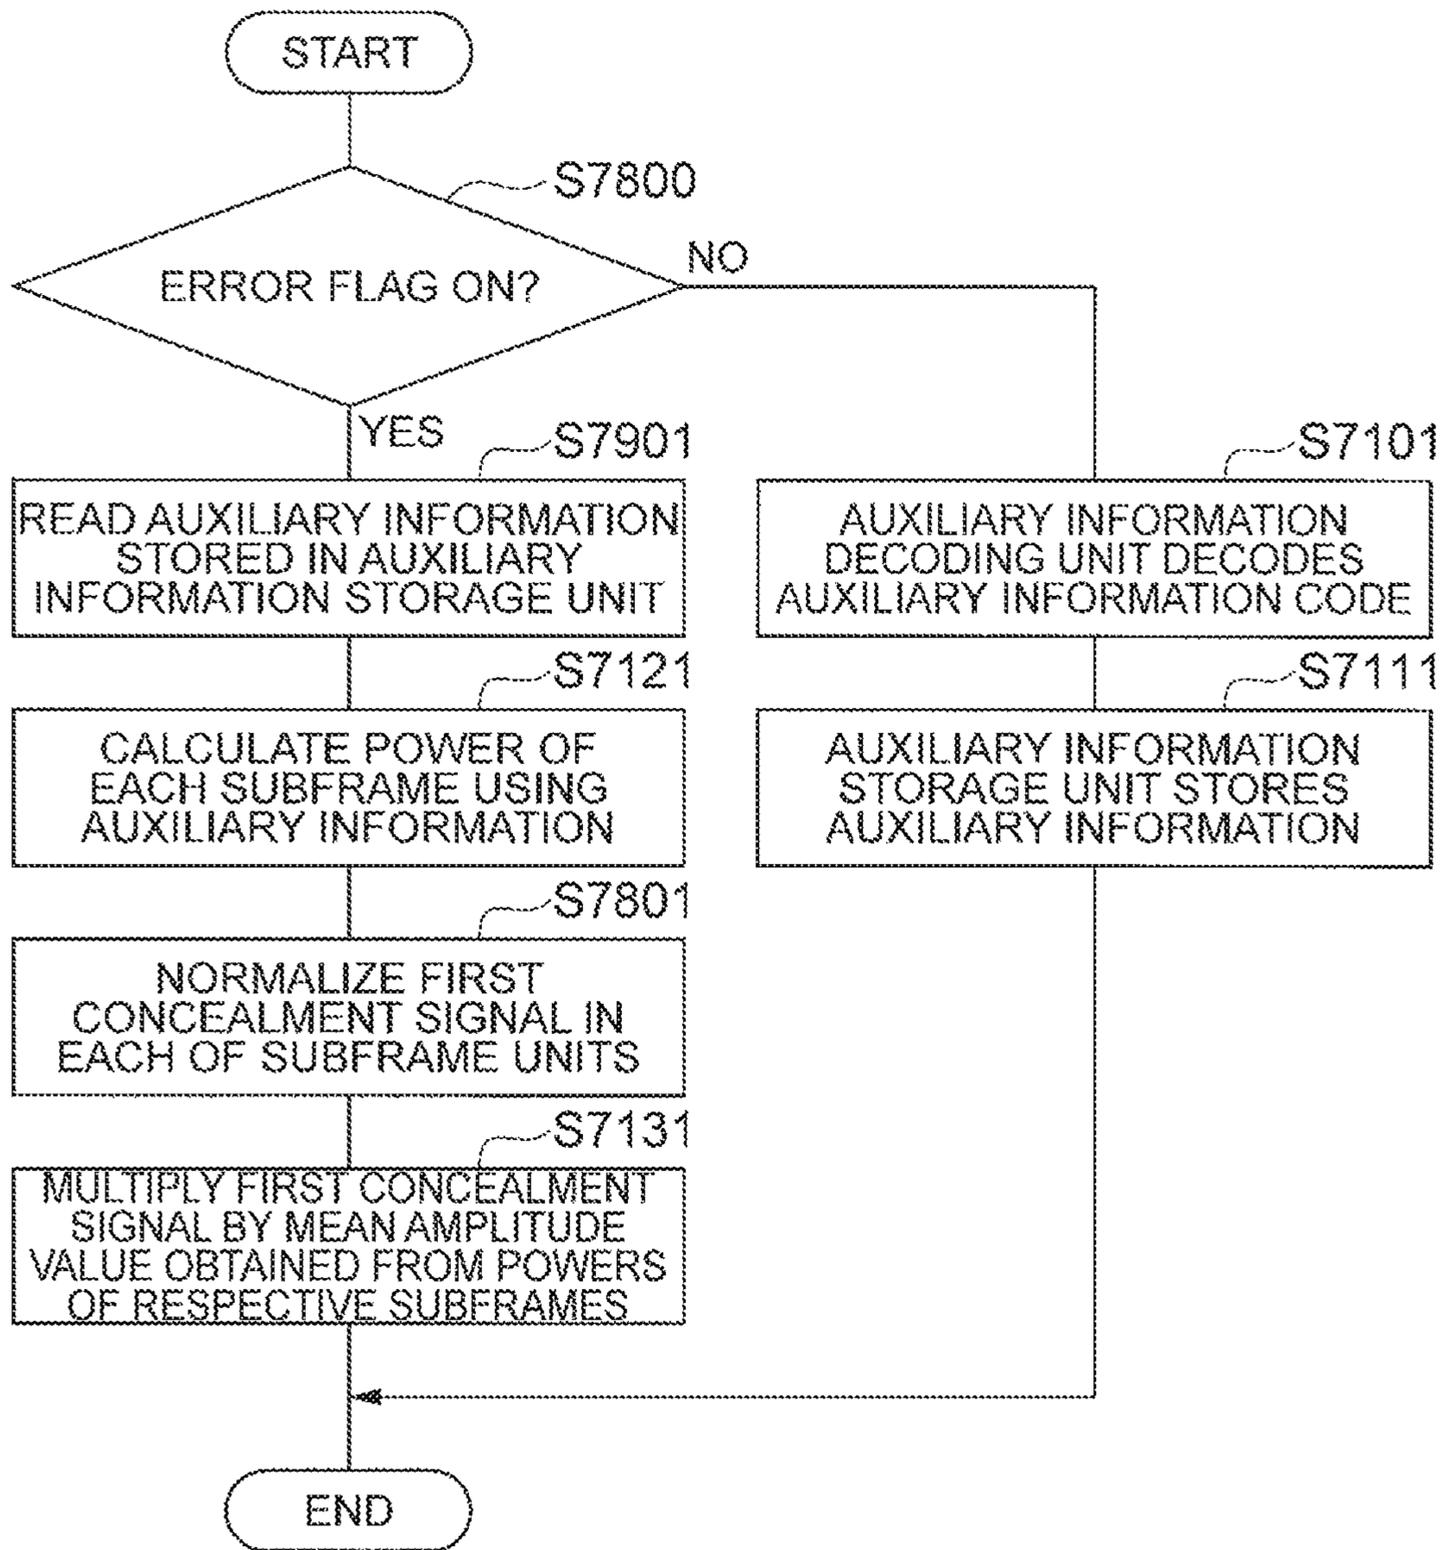 START
S7800
ERROR FLAG ON?
NO
YES
S7901
READ AUXILIARY INFORMATION
STORED IN AUXILIARY
INFORMATION STORAGE UNIT
S7121
CALCULATE POWER OF
EACH SUBFRAME USING
AUXILIARY INFORMATION
S7801
NORMALIZE FIRST
CONCEALMENT SIGNAL IN
EACH OF SUBFRAME UNITS
S7131
MULTIPLY FIRST CONCEALMENT
SIGNAL BY MEAN AMPLITUDE
VALUE OBTAINED FROM POWERS
OF RESPECTIVE SUBFRAMES
S7101
AUXILIARY INFORMATION
DECODING UNIT DECODES
AUXILIARY INFORMATION CODE
S7111
AUXILIARY INFORMATION
STORAGE UNIT STORES
AUXILIARY INFORMATION
END